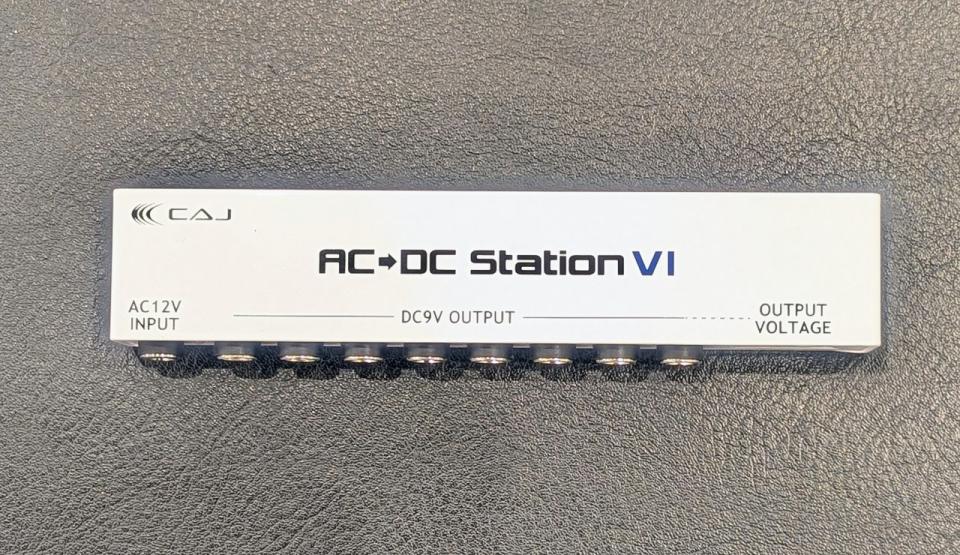 CAJ
AC➡DC Station VI
AC12V
INPUT
DC9V OUTPUT
OUTPUT
VOLTAGE